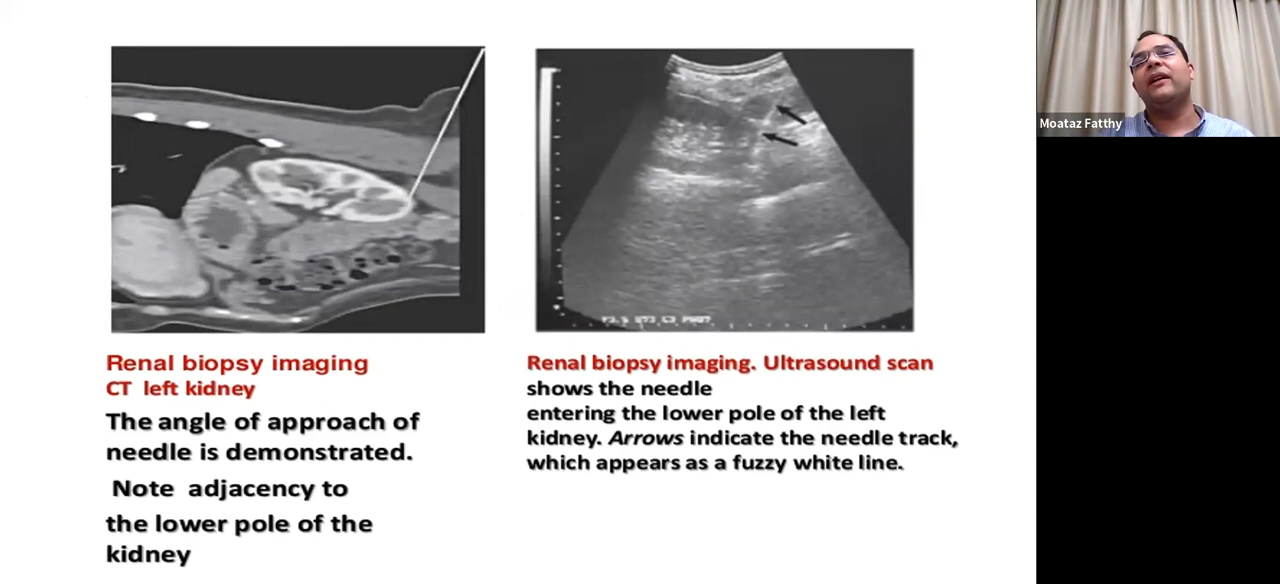 Renal biopsy imaging
CT left kidney
The angle of approach of
needle is demonstrated.
Note adjacency to
the lower pole of the
kidney
Renal biopsy imaging. Ultrasound scan
shows the needle
entering the lower pole of the left
kidney. Arrows indicate the needle track,
which appears as a fuzzy white line.
Moataz Fatthy